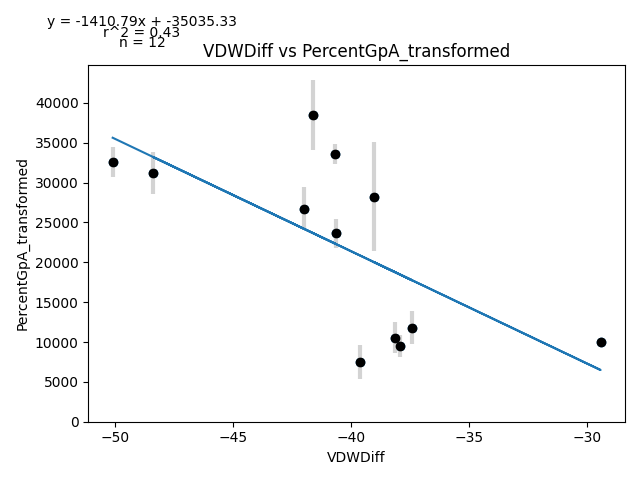 y = -1410.79x + -35035.33
r^2 = 0.43
n = 12
VDWDiff vs PercentGpA_transformed
PercentGpA_transformed
40000
35000
30000
25000
20000
15000
10000
5000
0
−50
−45
−40
−35
−30
VDWDiff